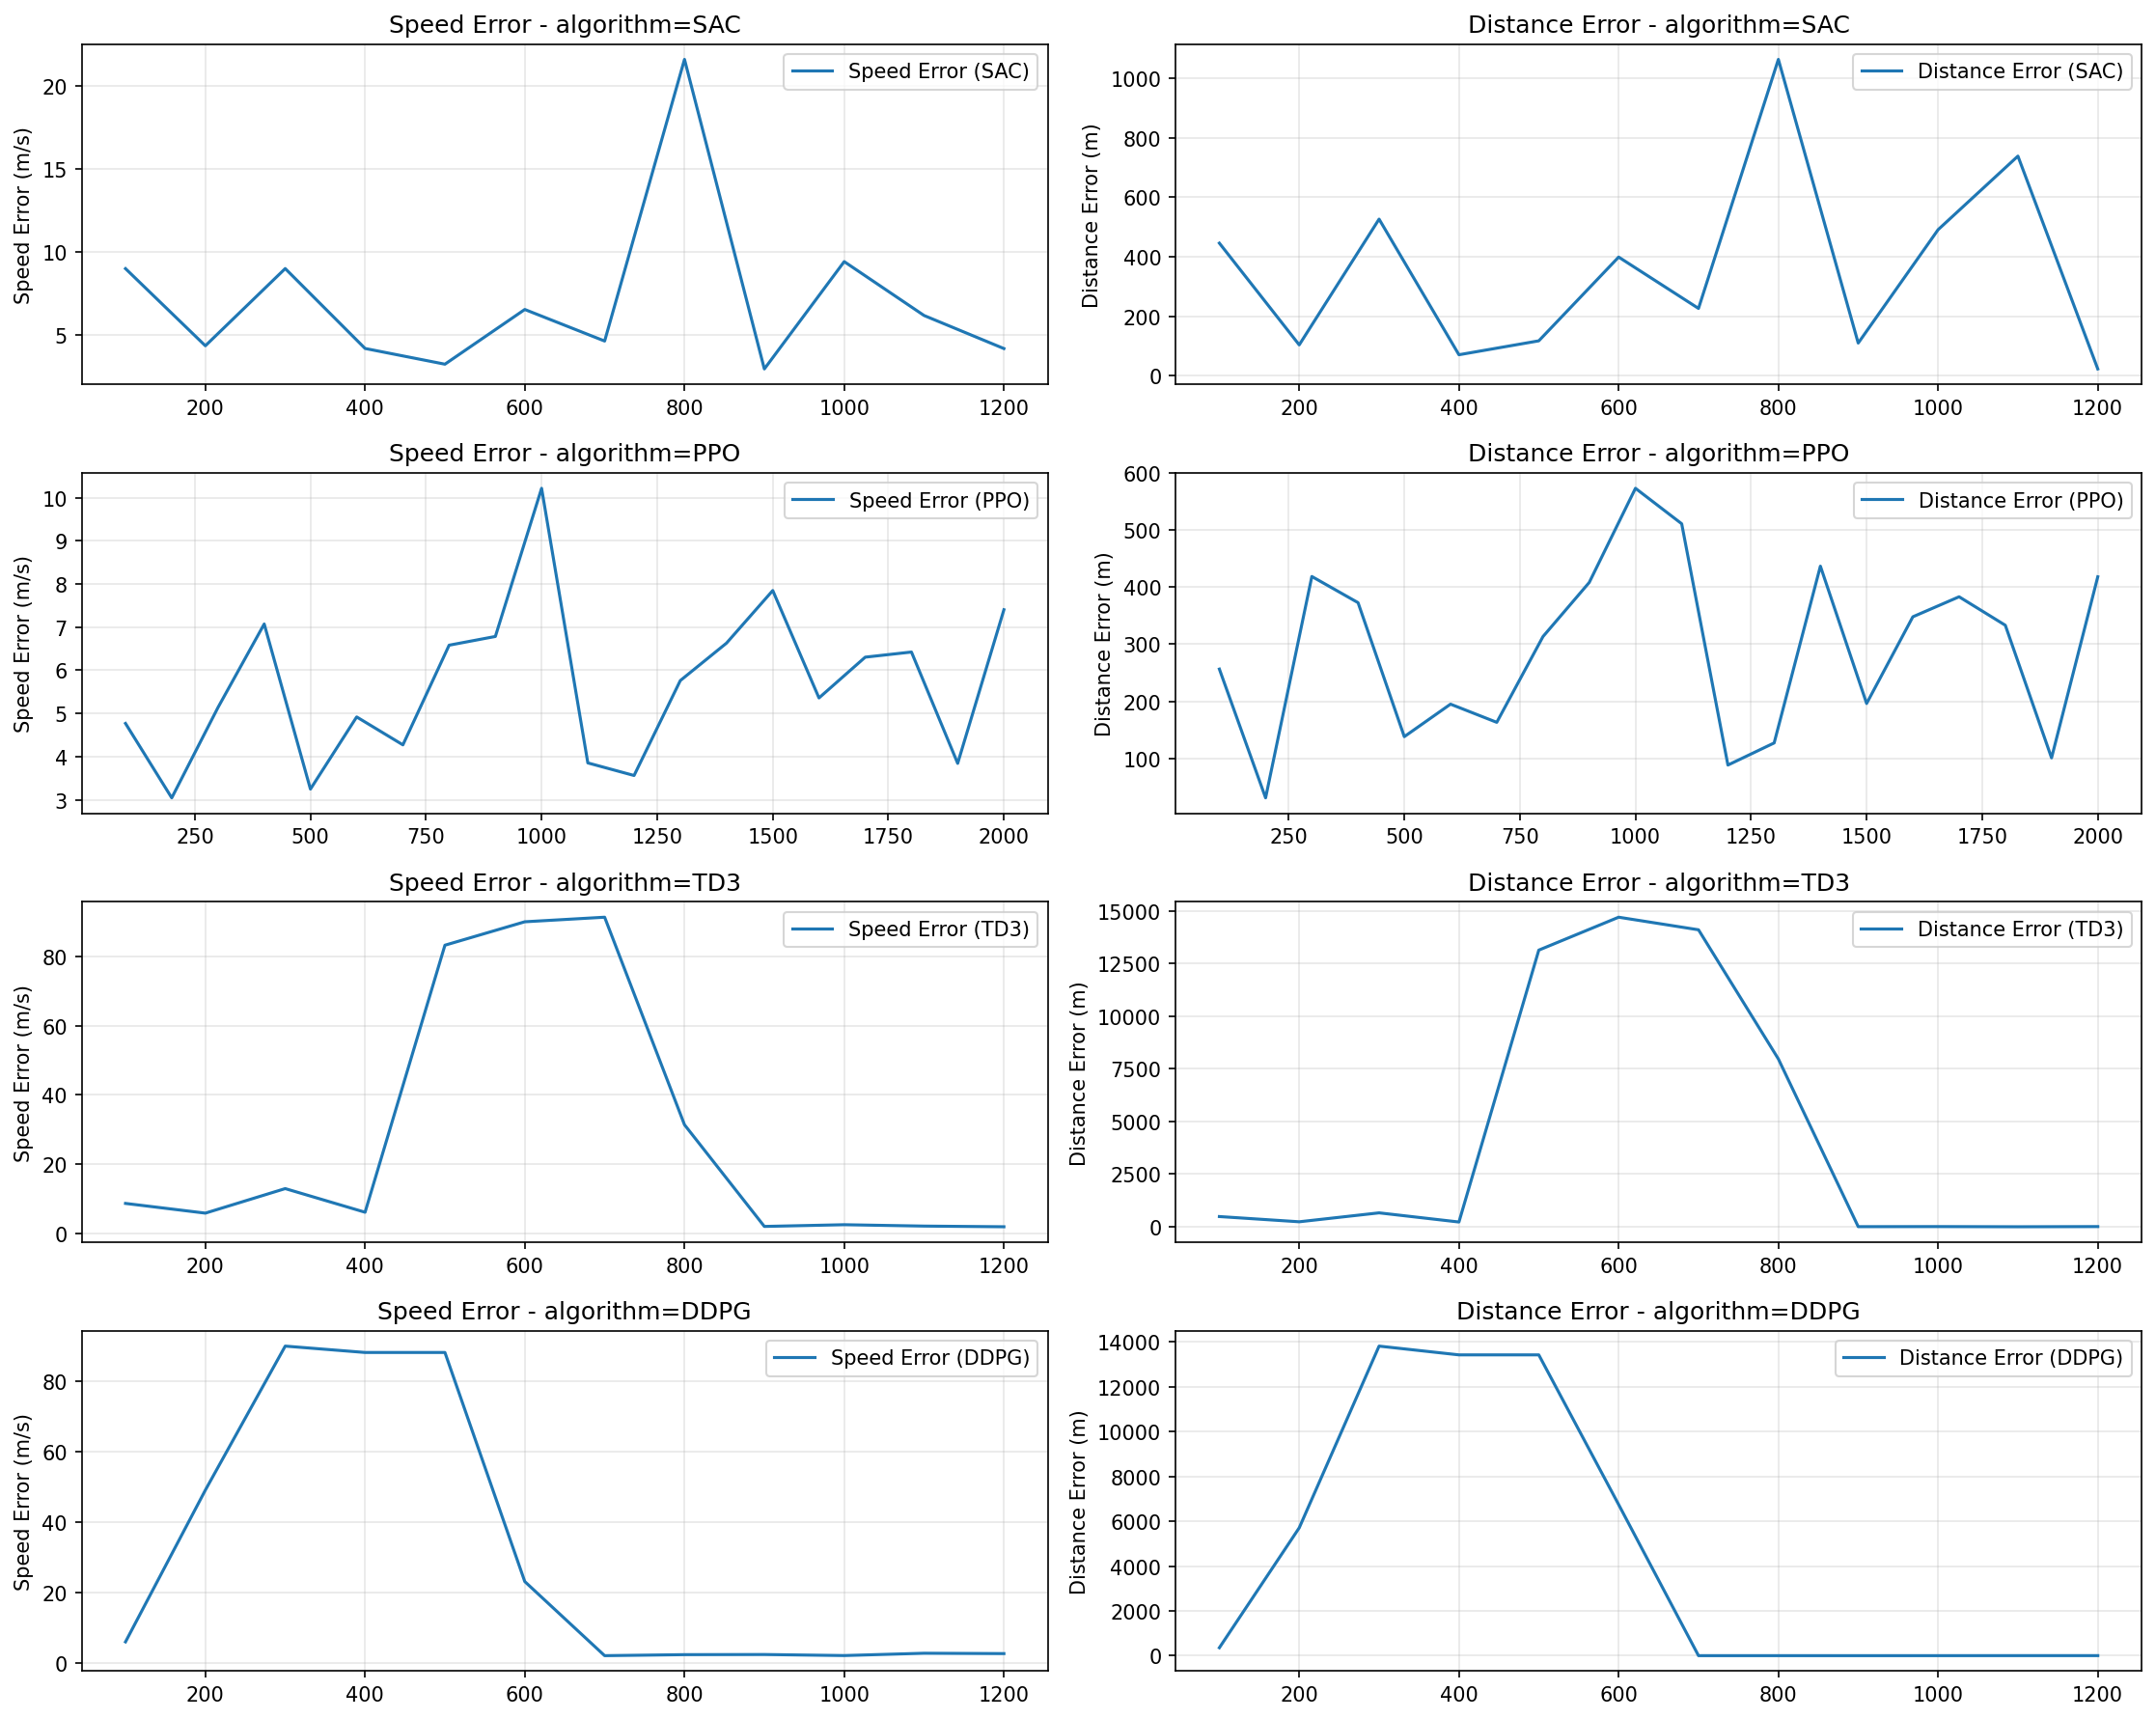 Speed Error - algorithm=SAC
Speed Error (m/s)
20
15
10
5
Speed Error (SAC)
200 400 600 800 1000 1200
Distance Error - algorithm=SAC
Distance Error (m)
1000
800
600
400
200
0
Distance Error (SAC)
200 400 600 800 1000 1200
Speed Error - algorithm=PPO
Speed Error (m/s)
10
9
8
7
6
5
4
3
Speed Error (PPO)
250 500 750 1000 1250 1500 1750 2000
Distance Error - algorithm=PPO
Distance Error (m)
600
500
400
300
200
100
Distance Error (PPO)
250 500 750 1000 1250 1500 1750 2000
Speed Error - algorithm=TD3
Speed Error (m/s)
80
60
40
20
0
Speed Error (TD3)
200 400 600 800 1000 1200
Distance Error - algorithm=TD3
Distance Error (m)
15000
12500
10000
7500
5000
2500
0
Distance Error (TD3)
200 400 600 800 1000 1200
Speed Error - algorithm=DDPG
Speed Error (m/s)
80
60
40
20
0
Speed Error (DDPG)
200 400 600 800 1000 1200
Distance Error - algorithm=DDPG
Distance Error (m)
14000
12000
10000
8000
6000
4000
2000
0
Distance Error (DDPG)
200 400 600 800 1000 1200